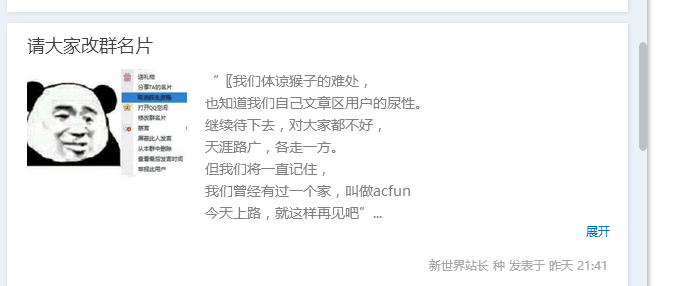 请大家改群名片
送礼物
分享TA的名片
打开QQ空间
修改群名片
禁言
屏蔽此人发言
从本群中删除
查看最后发言时间
举报此用户
“〖我们体谅猴子的难处，
也知道我们自己文章区用户的尿性。
继续待下去，对大家都不好，
天涯路广，各走一方。
但我们将一直记住，
我们曾经有过一个家，叫做acfun
今天上路，就这样再见吧”...
展开
新世界站长 种 发表于 昨天 21:41